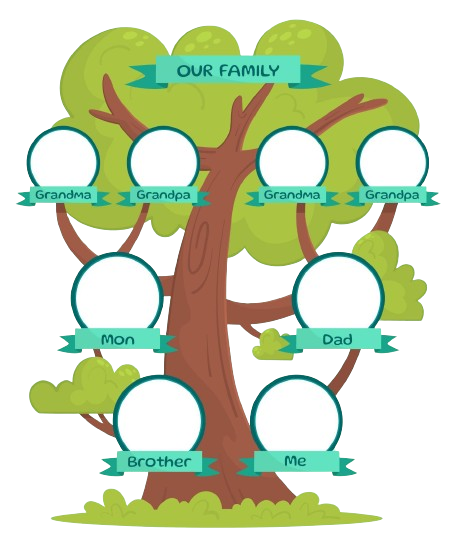 OUR FAMILY
Grandma
Grandpa
Grandma
Grandpa
Mon
Dad
Brother
Me